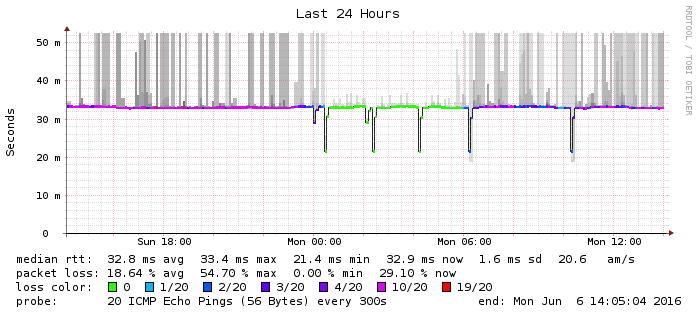 Last 24 Hours
RRDTOOL / TOBI OETIKER
Seconds
50 m
40 m
30 m
20 m
10 m
0
Sun 18:00 Mon 00:00 Mon 06:00 Mon 12:00
median rtt: 32.8 ms avg 33.4 ms max 21.4 ms min 32.9 ms now 1.6 ms sd 20.6 am/s
packet loss: 18.64 % avg 54.70 % max 0.00 % min 29.10 % now
loss color: 0 1/20 2/20 3/20 4/20 10/20 19/20
probe: 20 ICMP Echo Pings (56 Bytes) every 300s end: Mon Jun 6 14:05:04 2016